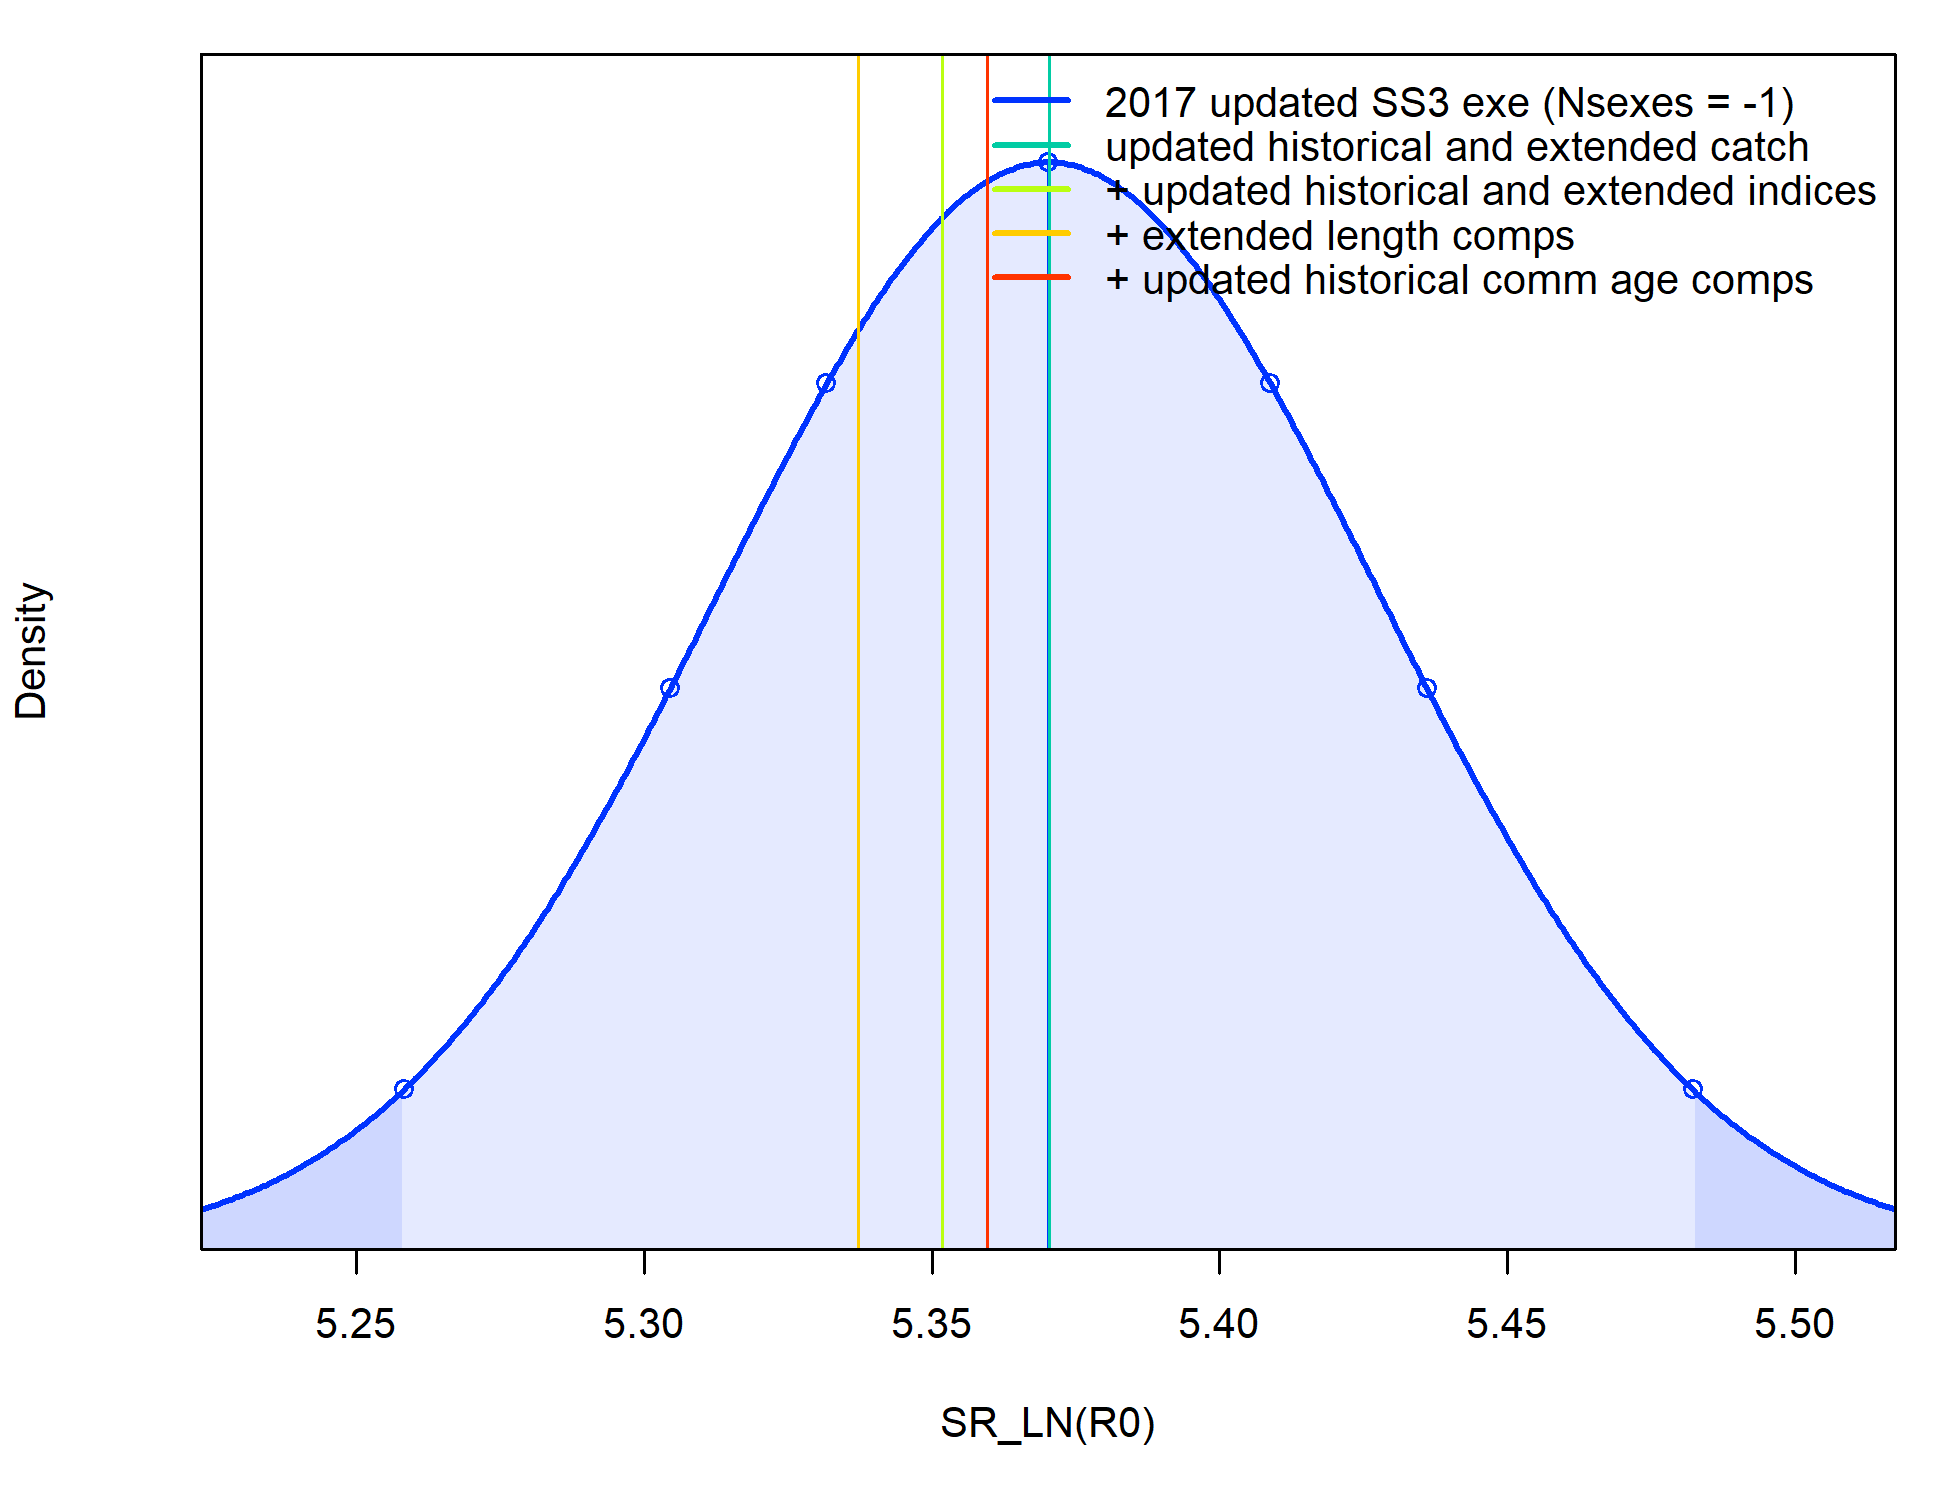 2017 updated SS3 exe (Nsexes = -1)
updated historical and extended catch
+ updated historical and extended indices
+ extended length comps
+ updated historical comm age comps
Density
5.25 5.30 5.35 5.40 5.45 5.50
SR_LN(R0)